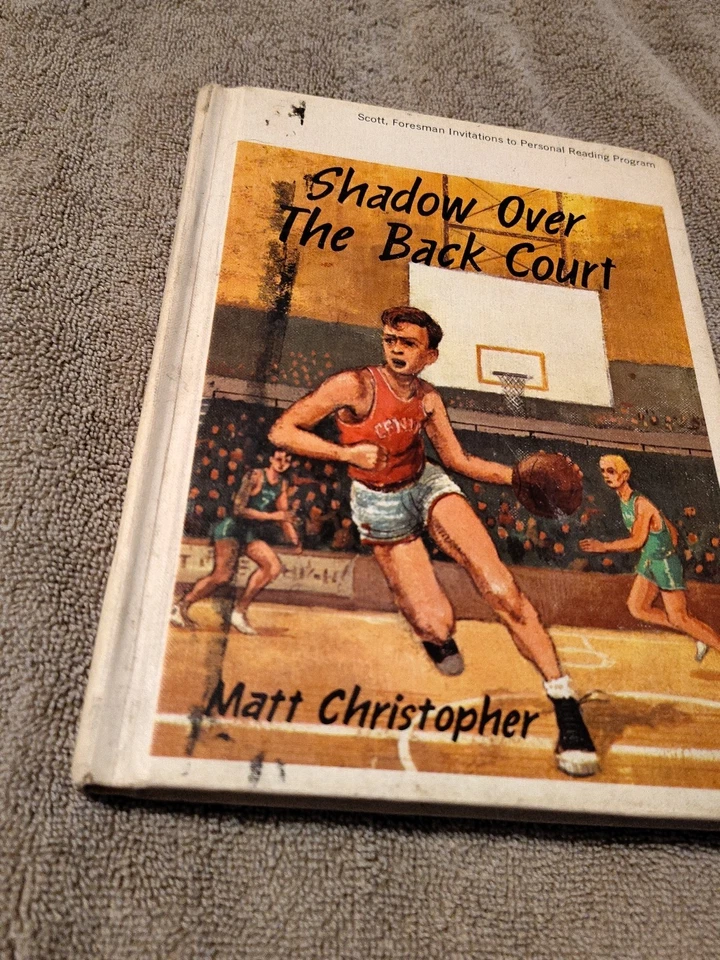 Scott, Foresman Invitations to Personal Reading Program
Shadow Over
The Back Court
Matt Christopher